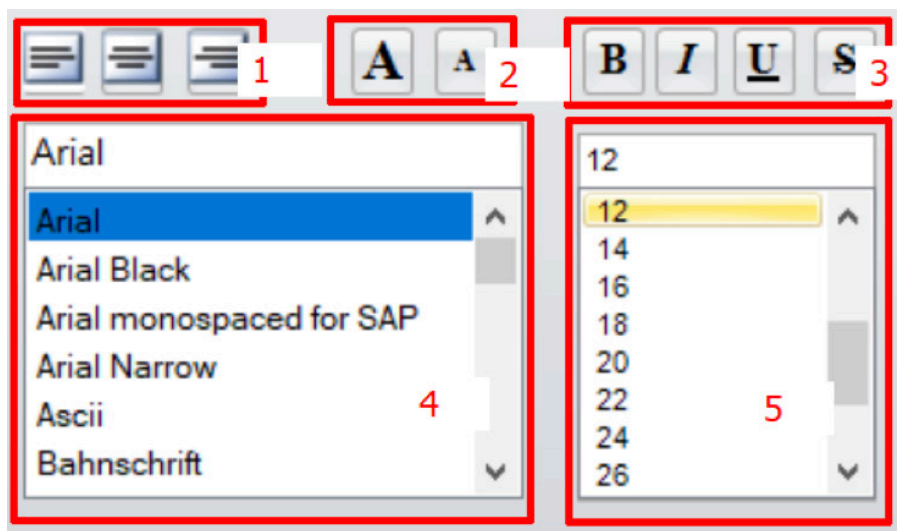 1
A A 2
B I U S 3
Arial
Arial
Arial Black
Arial monospaced for SAP
Arial Narrow
Ascii
Bahnschrift
4
12
12
14
16
18
20
22
24
26
5